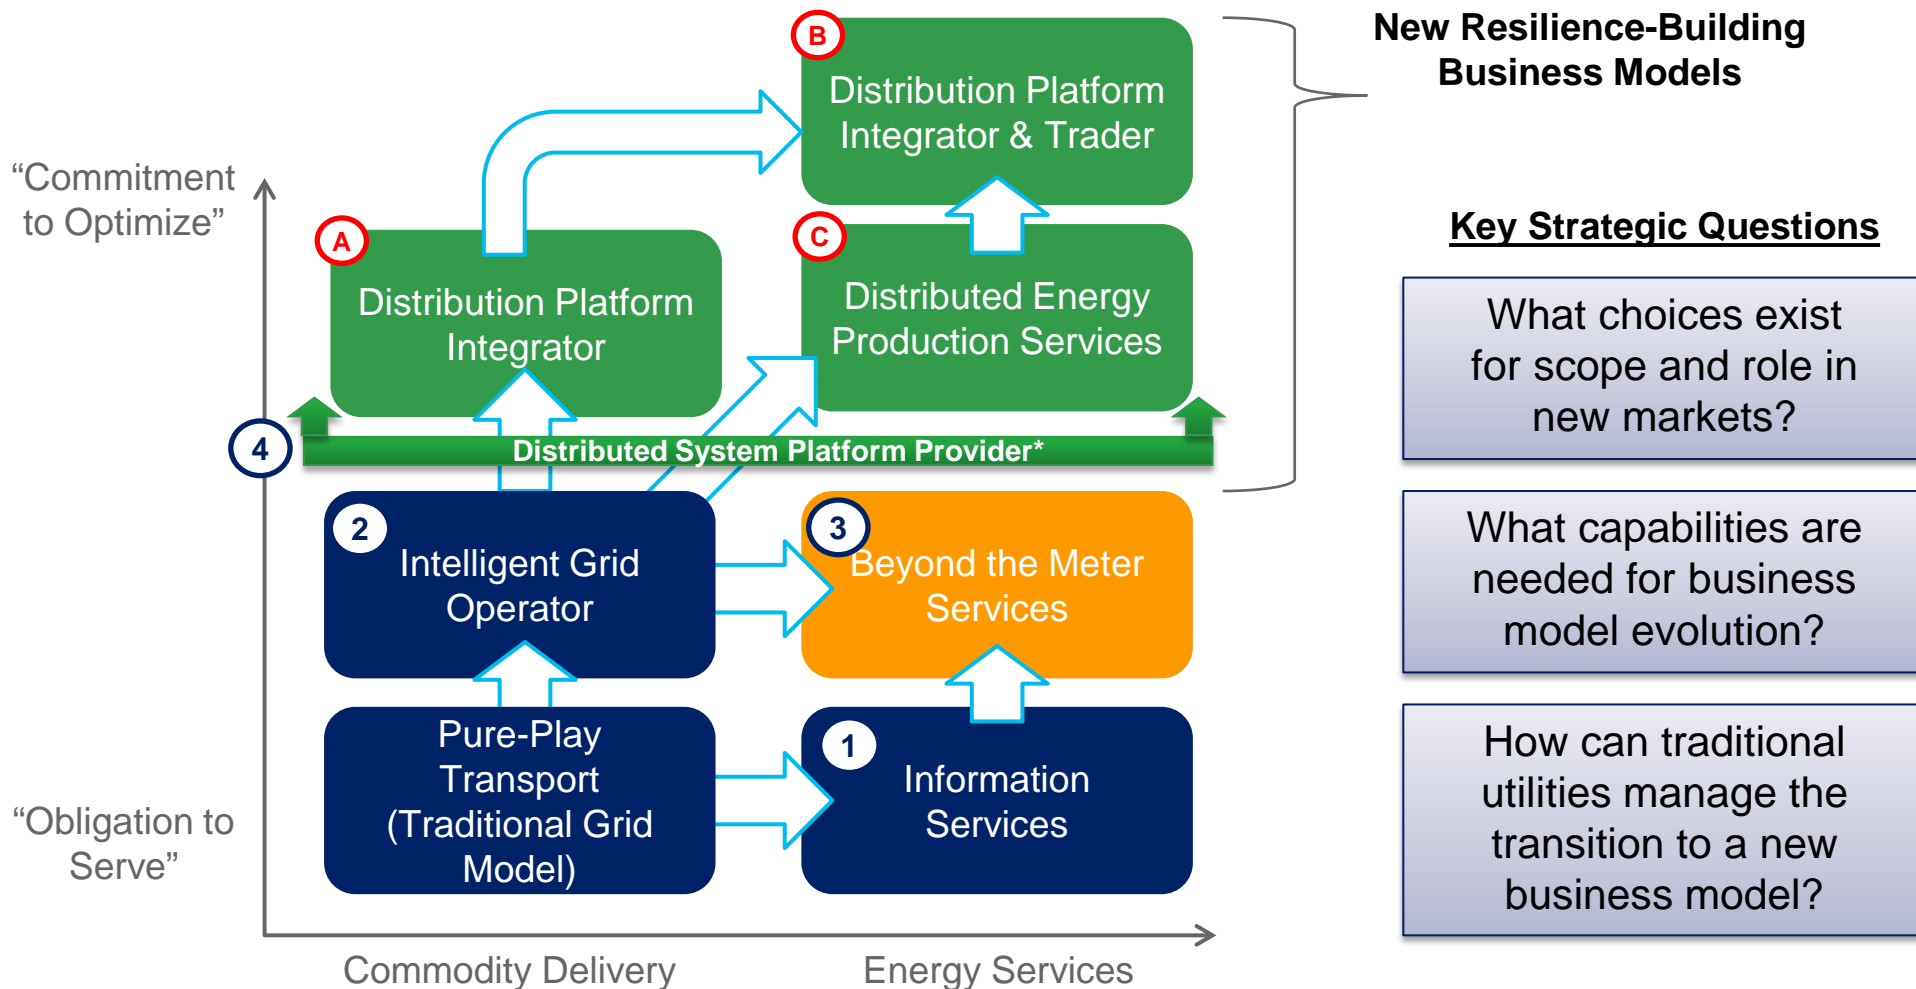 New Resilience-Building
Business Models
B
Distribution Platform
Integrator & Trader
“Commitment
to Optimize”
A
Distribution Platform
Integrator
C
Distributed Energy
Production Services
4
Distributed System Platform Provider*
2
Intelligent Grid
Operator
3
Beyond the Meter
Services
Pure-Play
Transport
(Traditional Grid
Model)
1
Information
Services
“Obligation to
Serve”
Commodity Delivery
Energy Services
Key Strategic Questions
What choices exist
for scope and role in
new markets?
What capabilities are
needed for business
model evolution?
How can traditional
utilities manage the
transition to a new
business model?